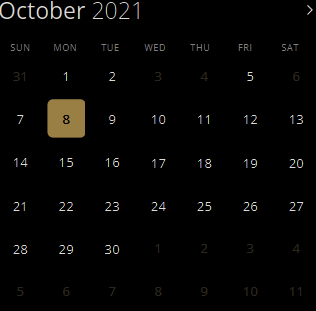 October 2021
SUN MON TUE WED THU FRI SAT
31 1 2 3 4 5 6
7 8 9 10 11 12 13
14 15 16 17 18 19 20
21 22 23 24 25 26 27
28 29 30 1 2 3 4
5 6 7 8 9 10 11